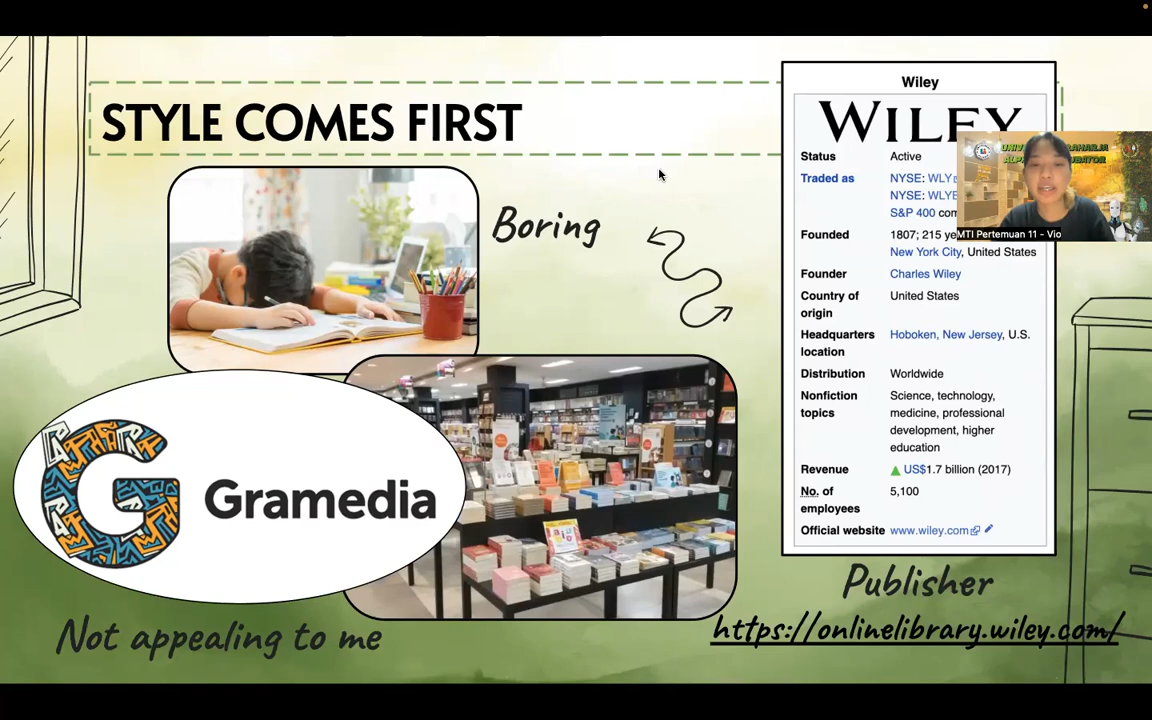 STYLE COMES FIRST
Boring
Gramedia
Not appealing to me
Wiley
WILEY
Status Active
Traded as NYSE: WLY
NYSE: WLYB
S&P 400
Founded 1807; 215
New York City, United States
Founder Charles Wiley
Country of origin United States
Headquarters location Hoboken, New Jersey, U.S.
Distribution Worldwide
Nonfiction topics Science, technology,
medicine, professional
development, higher
education
Revenue US$1.7 billion (2017)
No. of employees 5,100
Official website www.wiley.com
MTI Pertemuan 11 - Vio
Publisher
https://onlinelibrary.wiley.com/